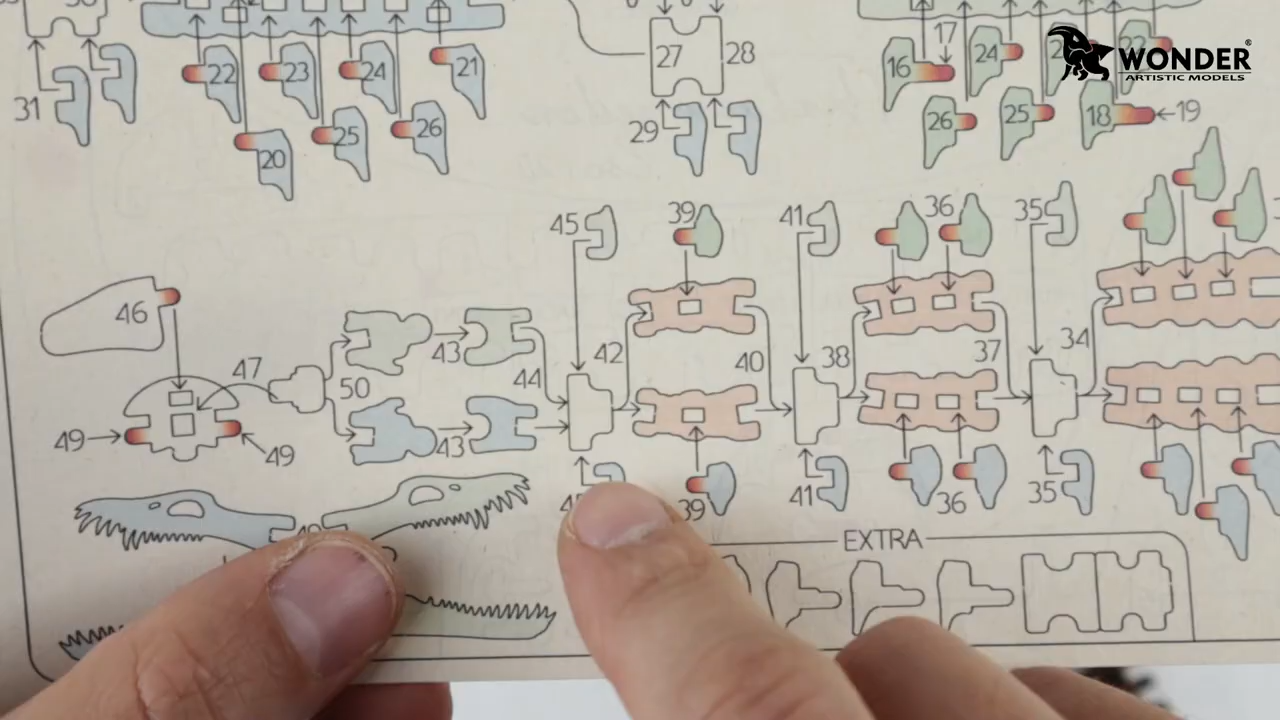 WONDER®
ARTISTIC MODELS
17
27 28
22 23 24 21
16 24
31
29
25 26
20
26 25 18 19
45 39 41 36 35
46
47 50 43 44 42 40 38 37 34
49 49 43
39 41 36 35
EXTRA